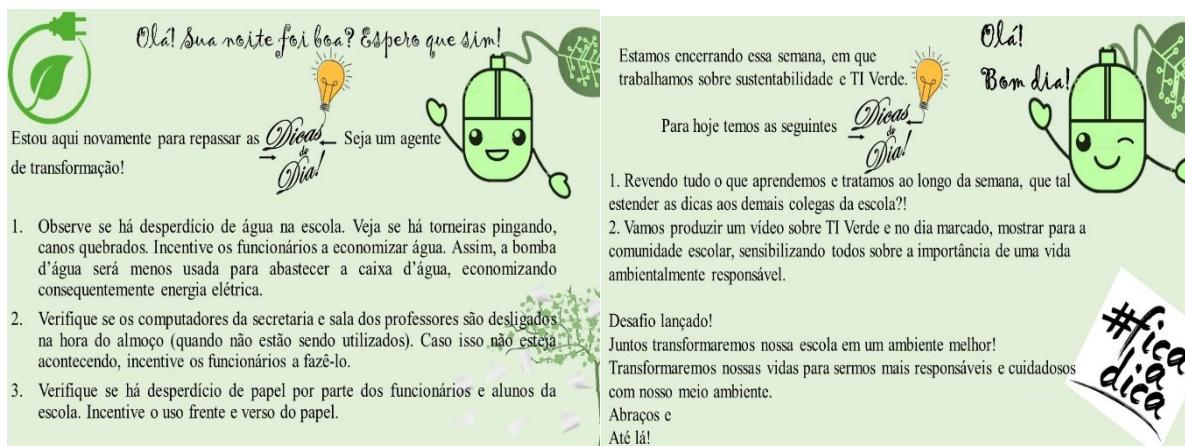 Olá! Sua noite foi boa? Espero que sim!
Estou aqui novamente para repassar as Dicas do Dia! Seja um agente
de transformação!
1. Observe se há desperdício de água na escola. Veja se há torneiras pingando,
canos quebrados. Incentive os funcionários a economizar água. Assim, a bomba
d’água será menos usada para abastecer a caixa d’água, economizando
consequentemente energia elétrica.
2. Verifique se os computadores da secretaria e sala dos professores são desligados
na hora do almoço (quando não estão sendo utilizados). Caso isso não esteja
acontecendo, incentive os funcionários a fazê-lo.
3. Verifique se há desperdício de papel por parte dos funcionários e alunos da
escola. Incentive o uso frente e verso do papel.
Olá!
Bom dia!
Estamos encerrando essa semana, em que
trabalhamos sobre sustentabilidade e TI Verde.
Para hoje temos as seguintes Dicas do Dia!
1. Revendo tudo o que aprendemos e tratamos ao longo da semana, que tal
estender as dicas aos demais colegas da escola?!
2. Vamos produzir um vídeo sobre TI Verde e no dia marcado, mostrar para a
comunidade escolar, sensibilizando todos sobre a importância de uma vida
ambientalmente responsável.
Desafio lançado!
Juntos transformaremos nossa escola em um ambiente melhor!
Transformaremos nossas vidas para sermos mais responsáveis e cuidadosos
com nosso meio ambiente.
Abraços e
Até lá!
#fica
a
dica